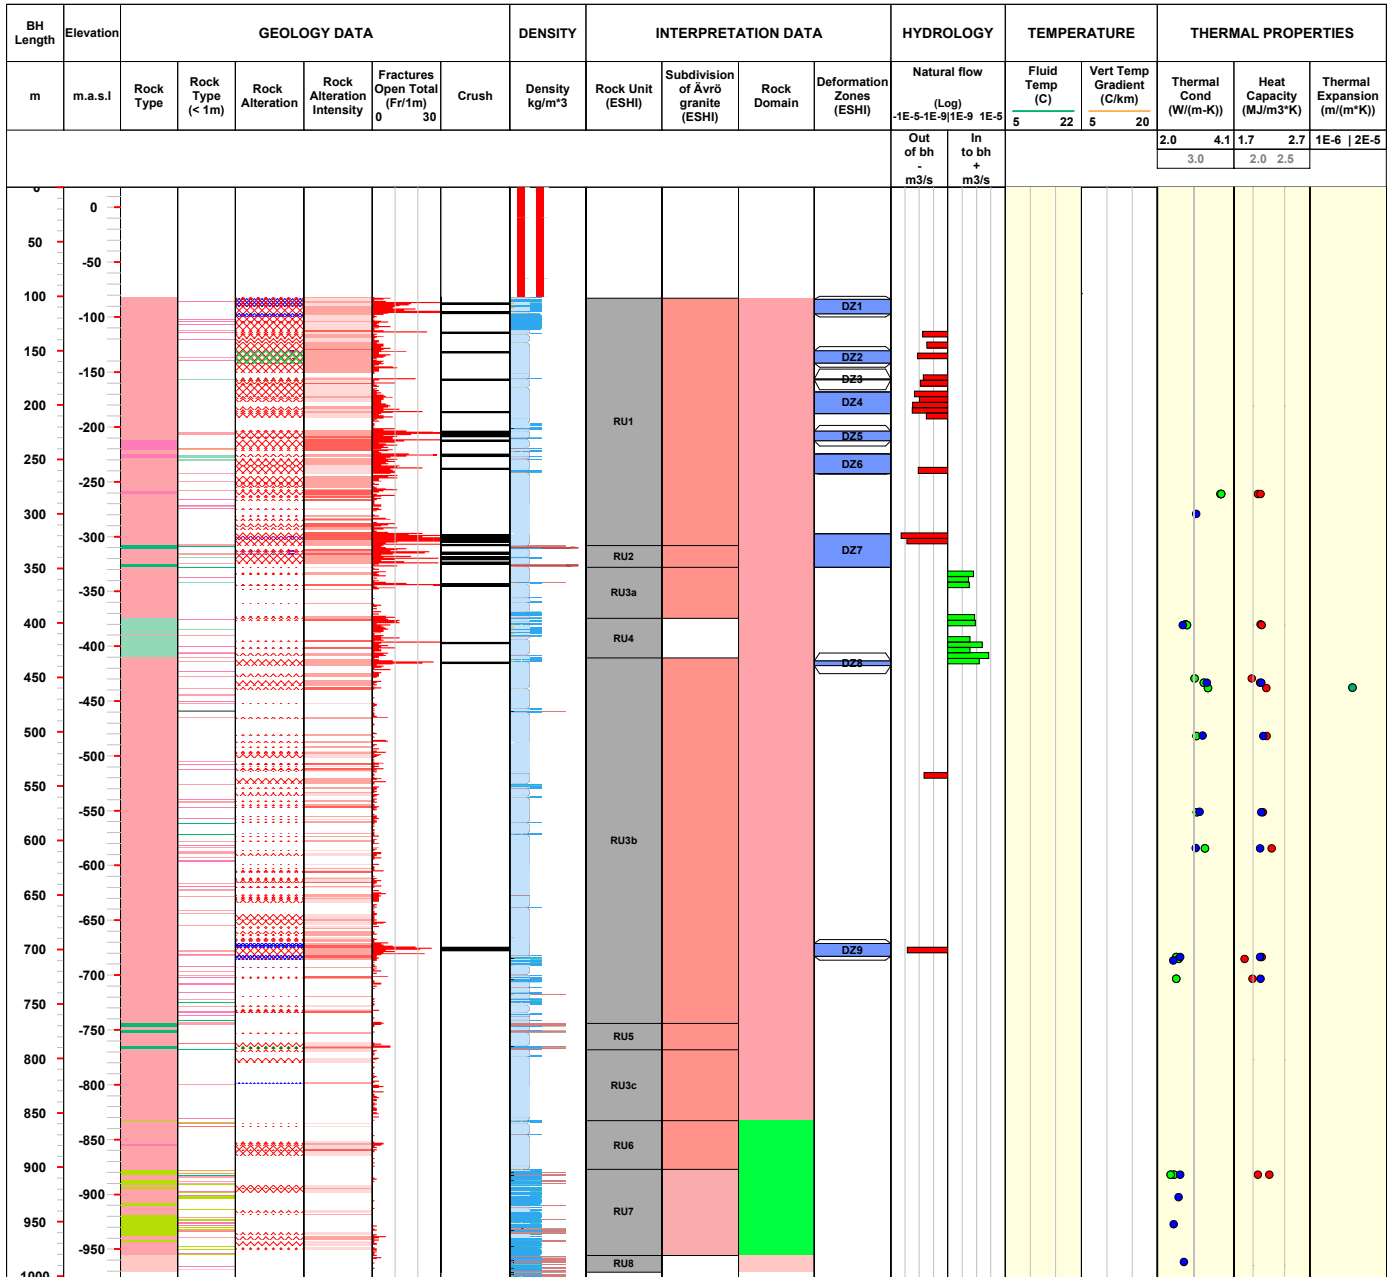 BH Length
Elevation
GEOLOGY DATA
DENSITY
INTERPRETATION DATA
HYDROLOGY
TEMPERATURE
THERMAL PROPERTIES
m
m.a.s.l
Rock Type
Rock Type (< 1m)
Rock Alteration
Rock Alteration Intensity
Fractures Open Total (Fr/1m)
0 30
Crush
Density kg/m*3
Rock Unit (ESHI)
Subdivision of Ävrö granite (ESHI)
Rock Domain
Deformation Zones (ESHI)
Natural flow
(Log)
-1E-5-1E-9|1E-9 1E-5
Fluid Temp (C)
5 22
Vert Temp Gradient (C/km)
5 20
Thermal Cond (W/(m-K))
Heat Capacity (MJ/m3*K)
Thermal Expansion (m/(m*K))
Out of bh - m3/s
In to bh + m3/s
2.0 4.1
1.7 2.7
1E-6 | 2E-5
3.0
2.0 2.5
0
0
50
-50
100
-100
150
-150
200
-200
250
-250
300
-300
350
-350
400
-400
450
-450
500
-500
550
-550
600
-600
650
-650
700
-700
750
-750
800
-800
850
-850
900
-900
950
-950
1000
RU1
RU2
RU3a
RU4
RU3b
RU5
RU3c
RU6
RU7
RU8
DZ1
DZ2
DZ3
DZ4
DZ5
DZ6
DZ7
DZ8
DZ9